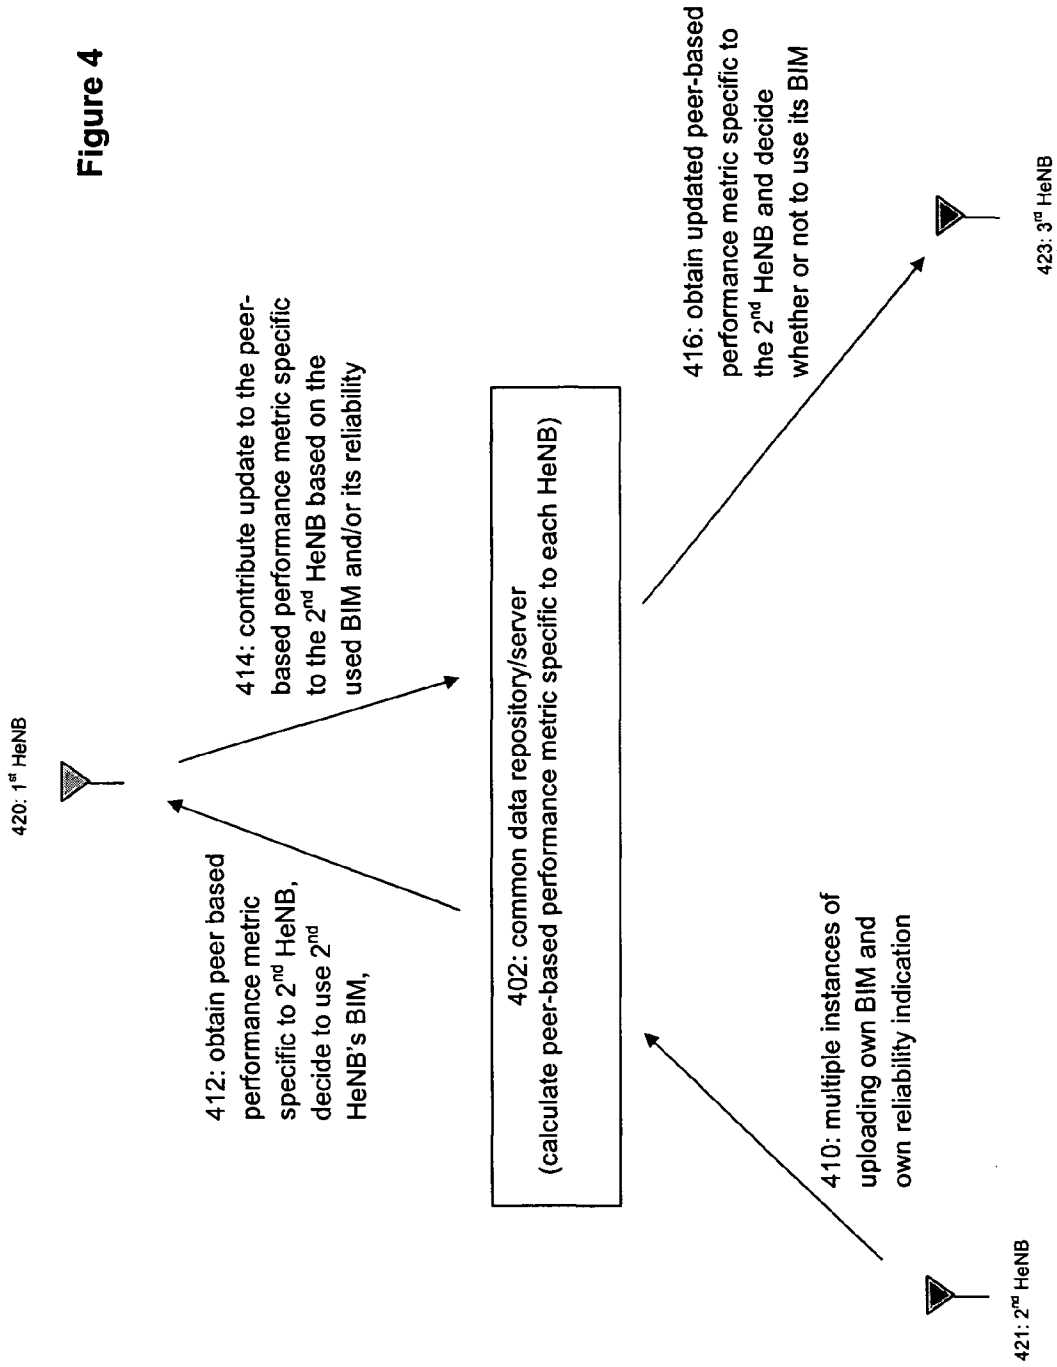 Figure 4
420: 1st HeNB
412: obtain peer based
performance metric
specific to 2nd HeNB,
decide to use 2nd
HeNB's BIM,
414: contribute update to the peer-
based performance metric specific
to the 2nd HeNB based on the
used BIM and/or its reliability
402: common data repository/server
(calculate peer-based performance metric specific to each HeNB)
410: multiple instances of
uploading own BIM and
own reliability indication
416: obtain updated peer-based
performance metric specific to
the 2nd HeNB and decide
whether or not to use its BIM
421: 2nd HeNB
423: 3rd HeNB